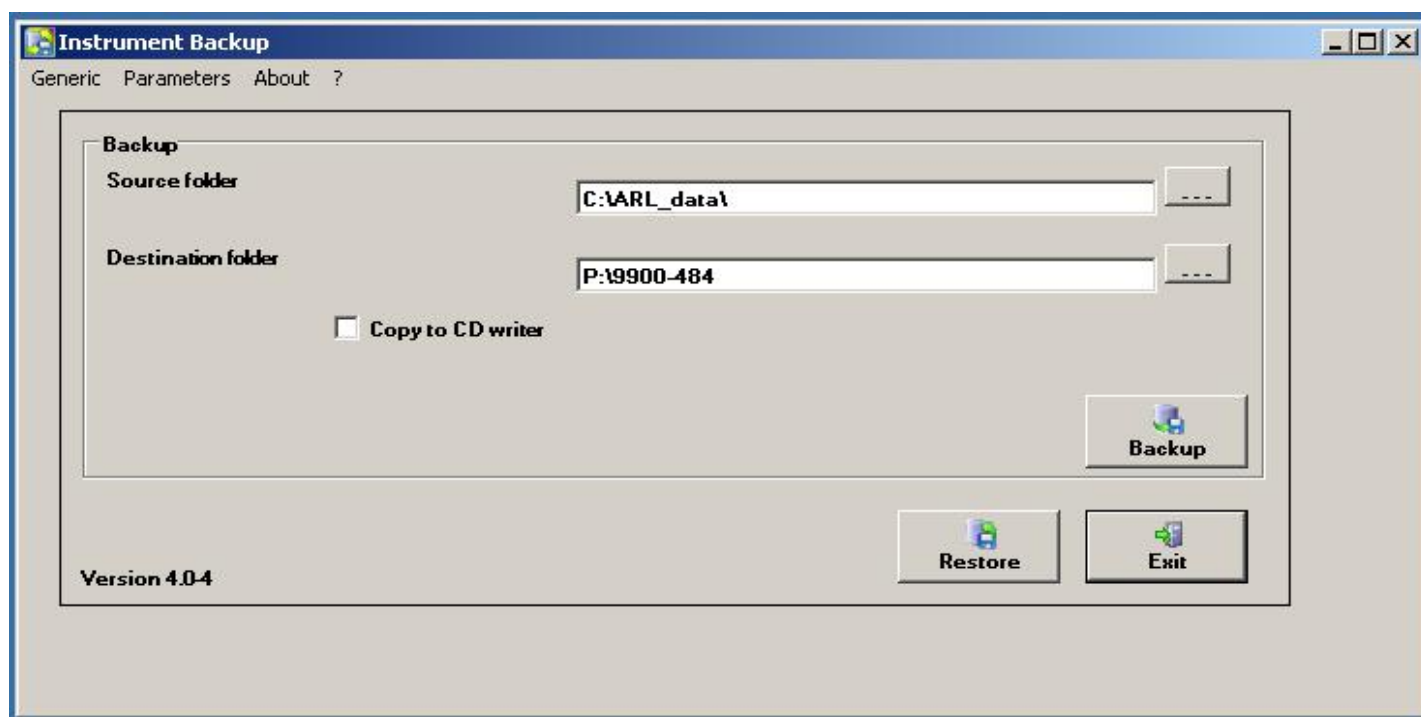 Instrument Backup
Generic Parameters About ?
Backup
Source folder
C:\ARL_data\
---
Destination folder
P:\9900-484
---
Copy to CD writer
Backup
Restore
Exit
Version 4.0-4